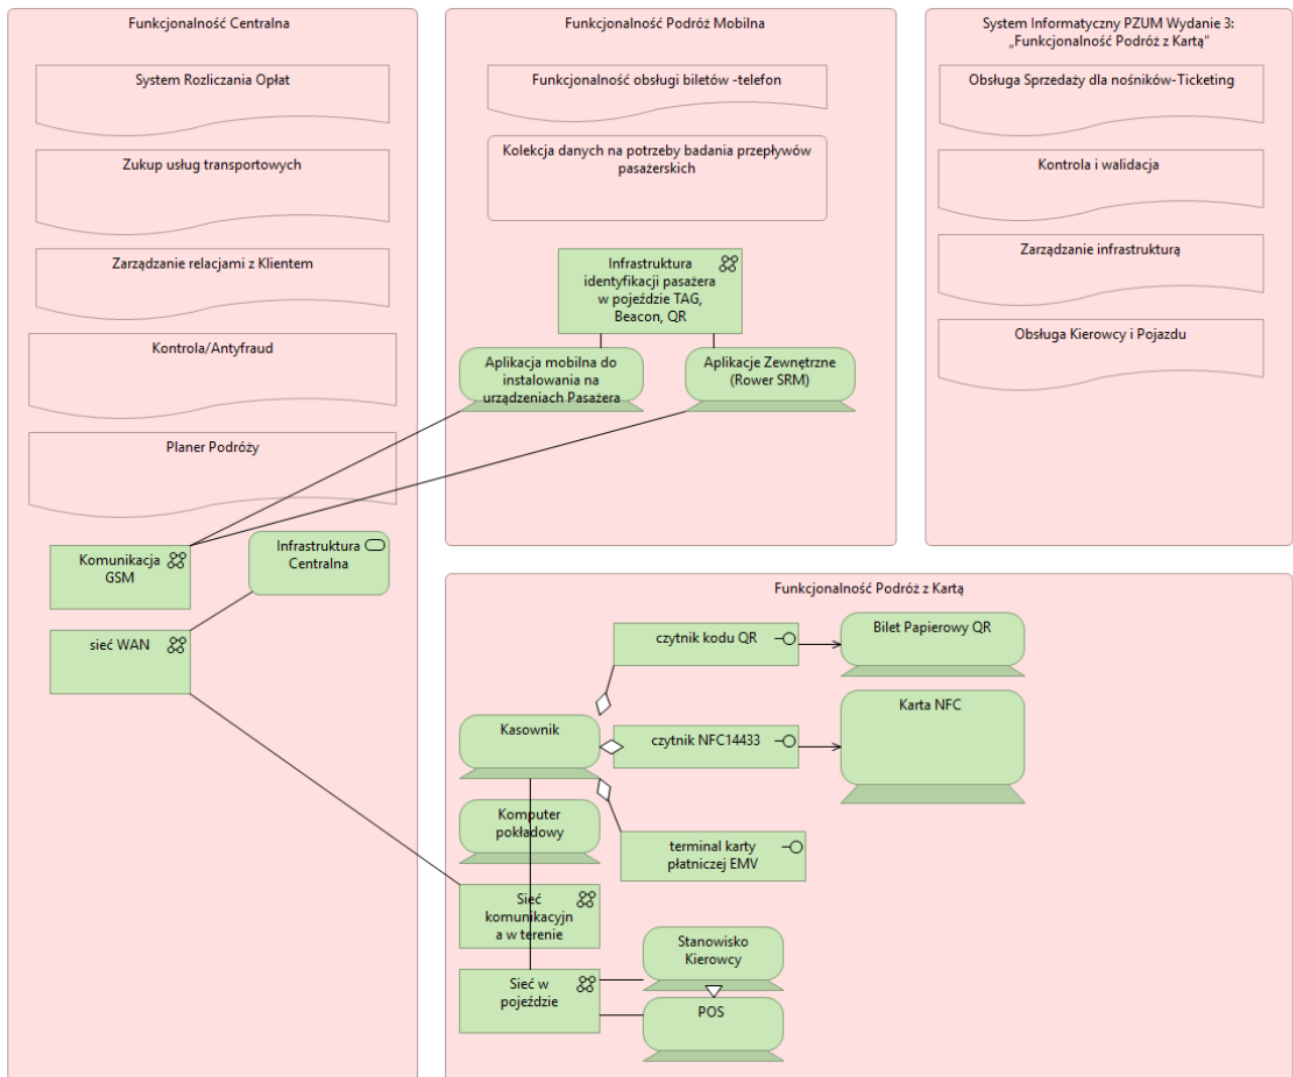 Funkcjonalność Centralna
System Rozliczania Opłat
Zukup usług transportowych
Zarządzanie relacjami z Klientem
Kontrola/Antyfraud
Planer Podróży
Komunikacja
GSM
Infrastruktura
Centralna
sieć WAN
Funkcjonalność Podróż Mobilna
Funkcjonalność obsługi biletów -telefon
Kolekcja danych na potrzeby badania przepływów
pasażerskich
Infrastruktura
identyfikacji pasażera
w pojeździe TAG,
Beacon, QR
Aplikacja mobilna do
instalowania na
urządzeniach Pasażera
Aplikacje Zewnętrzne
(Rower SRM)
System Informatyczny PZUM Wydanie 3:
„Funkcjonalność Podróż z Kartą”
Obsługa Sprzedaży dla nośników-Ticketing
Kontrola i walidacja
Zarządzanie infrastrukturą
Obsługa Kierowcy i Pojazdu
Funkcjonalność Podróż z Kartą
czytnik kodu QR
Bilet Papierowy QR
Kasownik
czytnik NFC14433
Karta NFC
Komputer
pokładowy
terminal karty
płatniczej EMV
Sieć
komunikacyjn
a w terenie
Stanowisko
Kierowcy
Sieć w
pojeździe
POS